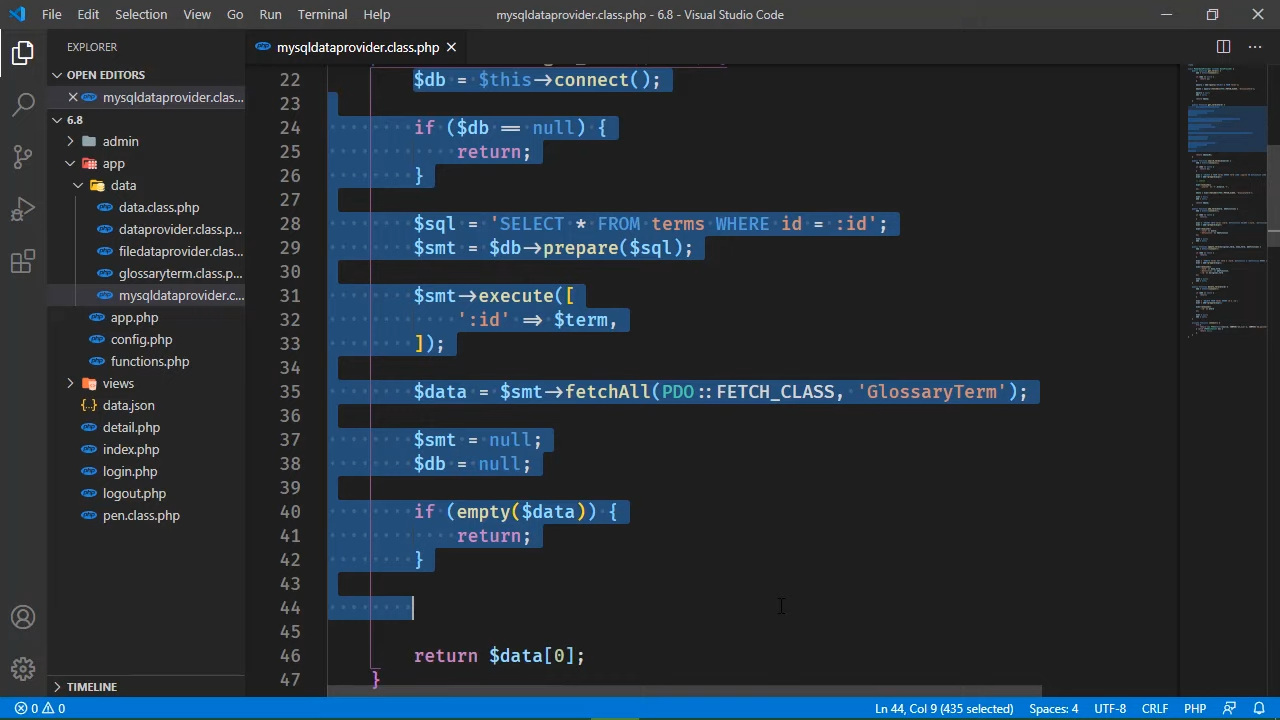 File Edit Selection View Go Run Terminal Help
mysqldataprovider.class.php - 6.8 - Visual Studio Code
EXPLORER
OPEN EDITORS
mysqldataprovider.clas...
6.8
admin
app
data
data.class.php
dataprovider.class.p...
filedataprovider.clas...
glossaryterm.class.p...
mysqldataprovider.c...
app.php
config.php
functions.php
views
data.json
detail.php
index.php
login.php
logout.php
pen.class.php
TIMELINE
mysqldataprovider.class.php
22 $db = $this->connect();
23
24 if ($db == null) {
25 return;
26 }
27
28 $sql = 'SELECT * FROM terms WHERE id = :id';
29 $smt = $db->prepare($sql);
30
31 $smt->execute([
32 ':id' => $term,
33 ]);
34
35 $data = $smt->fetchAll(PDO::FETCH_CLASS, 'GlossaryTerm');
36
37 $smt = null;
38 $db = null;
39
40 if (empty($data)) {
41 return;
42 }
43
44
45
46 return $data[0];
47 }
0 0
Ln 44, Col 9 (435 selected)
Spaces: 4
UTF-8
CRLF
PHP